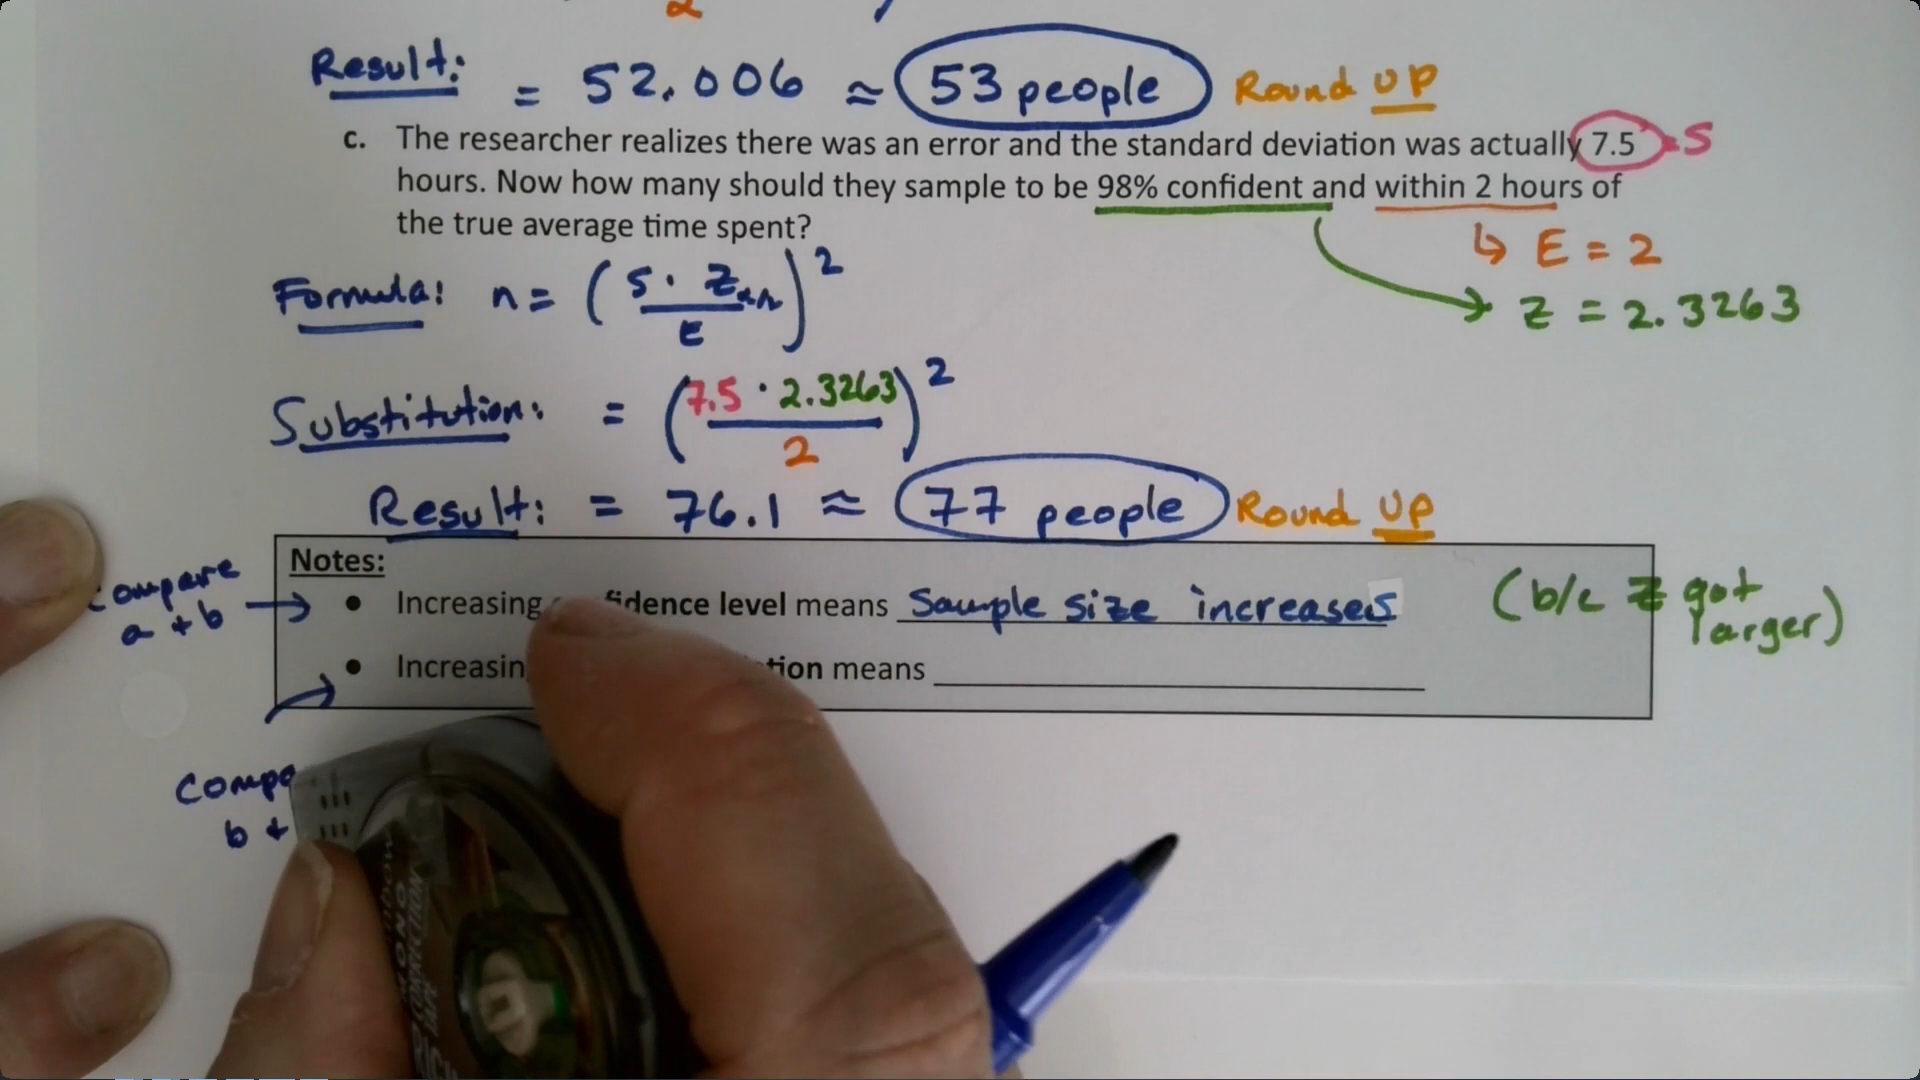 Result: = 52.006 ≈ 53 people Round UP
c. The researcher realizes there was an error and the standard deviation was actually 7.5 = S
hours. Now how many should they sample to be 98% confident and within 2 hours of
the true average time spent?
↳ E = 2
Formula: n = (S · Zα/2 / E)²
Z = 2.3263
Substitution: = (7.5 · 2.3263 / 2)²
Result: = 76.1 ≈ 77 people Round UP
Notes:
compare
a + b
• Increasing fidence level means Sample size increases
(b/c Z got
larger)
• Increasin tion means
Compa
b +